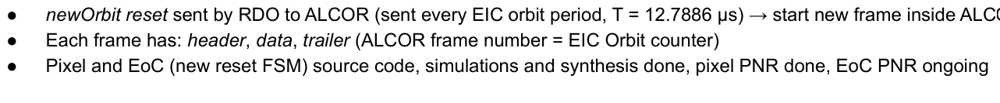 ● newOrbit reset sent by RDO to ALCOR (sent every EIC orbit period, T = 12.7886 μs) → start new frame inside
● Each frame has: header, data, trailer (ALCOR frame number = EIC Orbit counter)
● Pixel and EoC (new reset FSM) source code, simulations and synthesis done, pixel PNR done, EoC PNR ongoing